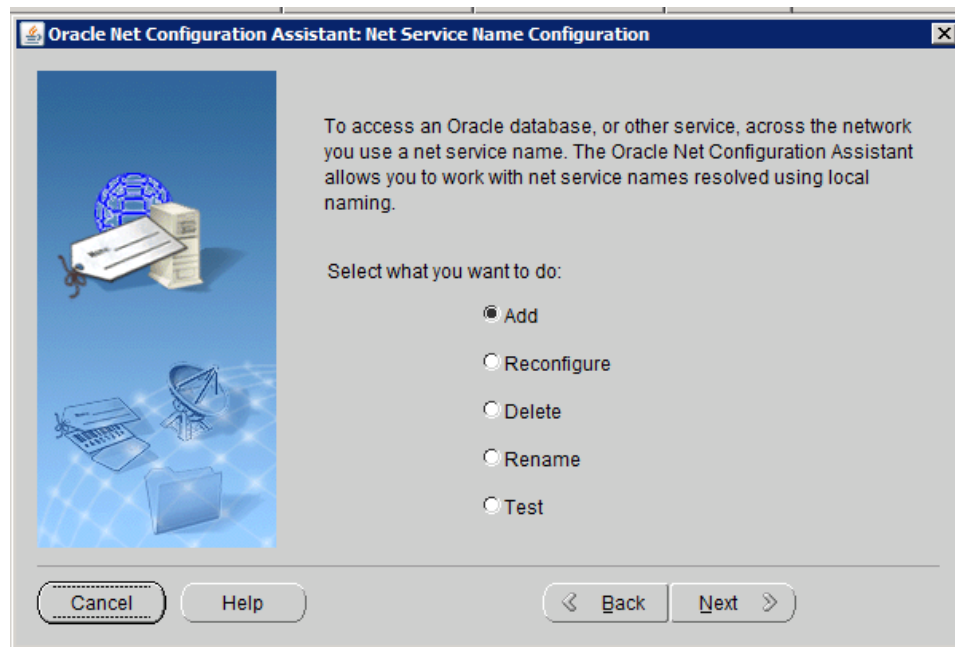 Oracle Net Configuration Assistant: Net Service Name Configuration
To access an Oracle database, or other service, across the network
you use a net service name. The Oracle Net Configuration Assistant
allows you to work with net service names resolved using local
naming.
Select what you want to do:
Add
Reconfigure
Delete
Rename
Test
Cancel
Help
Back
Next